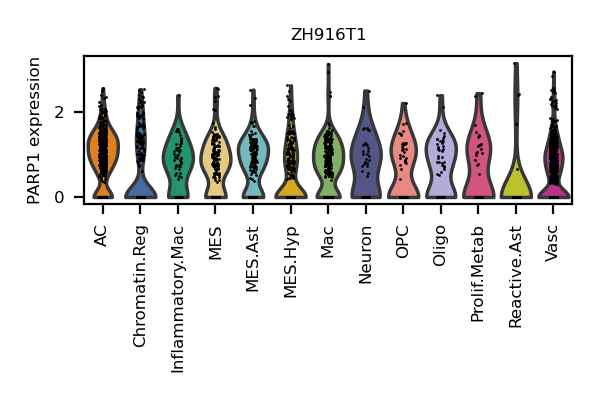 ZH916T1
PARP1 expression
2
0
AC
Chromatin.Reg
Inflammatory.Mac
MES
MES.Ast
MES.Hyp
Mac
Neuron
OPC
Oligo
Prolif.Metab
Reactive.Ast
Vasc